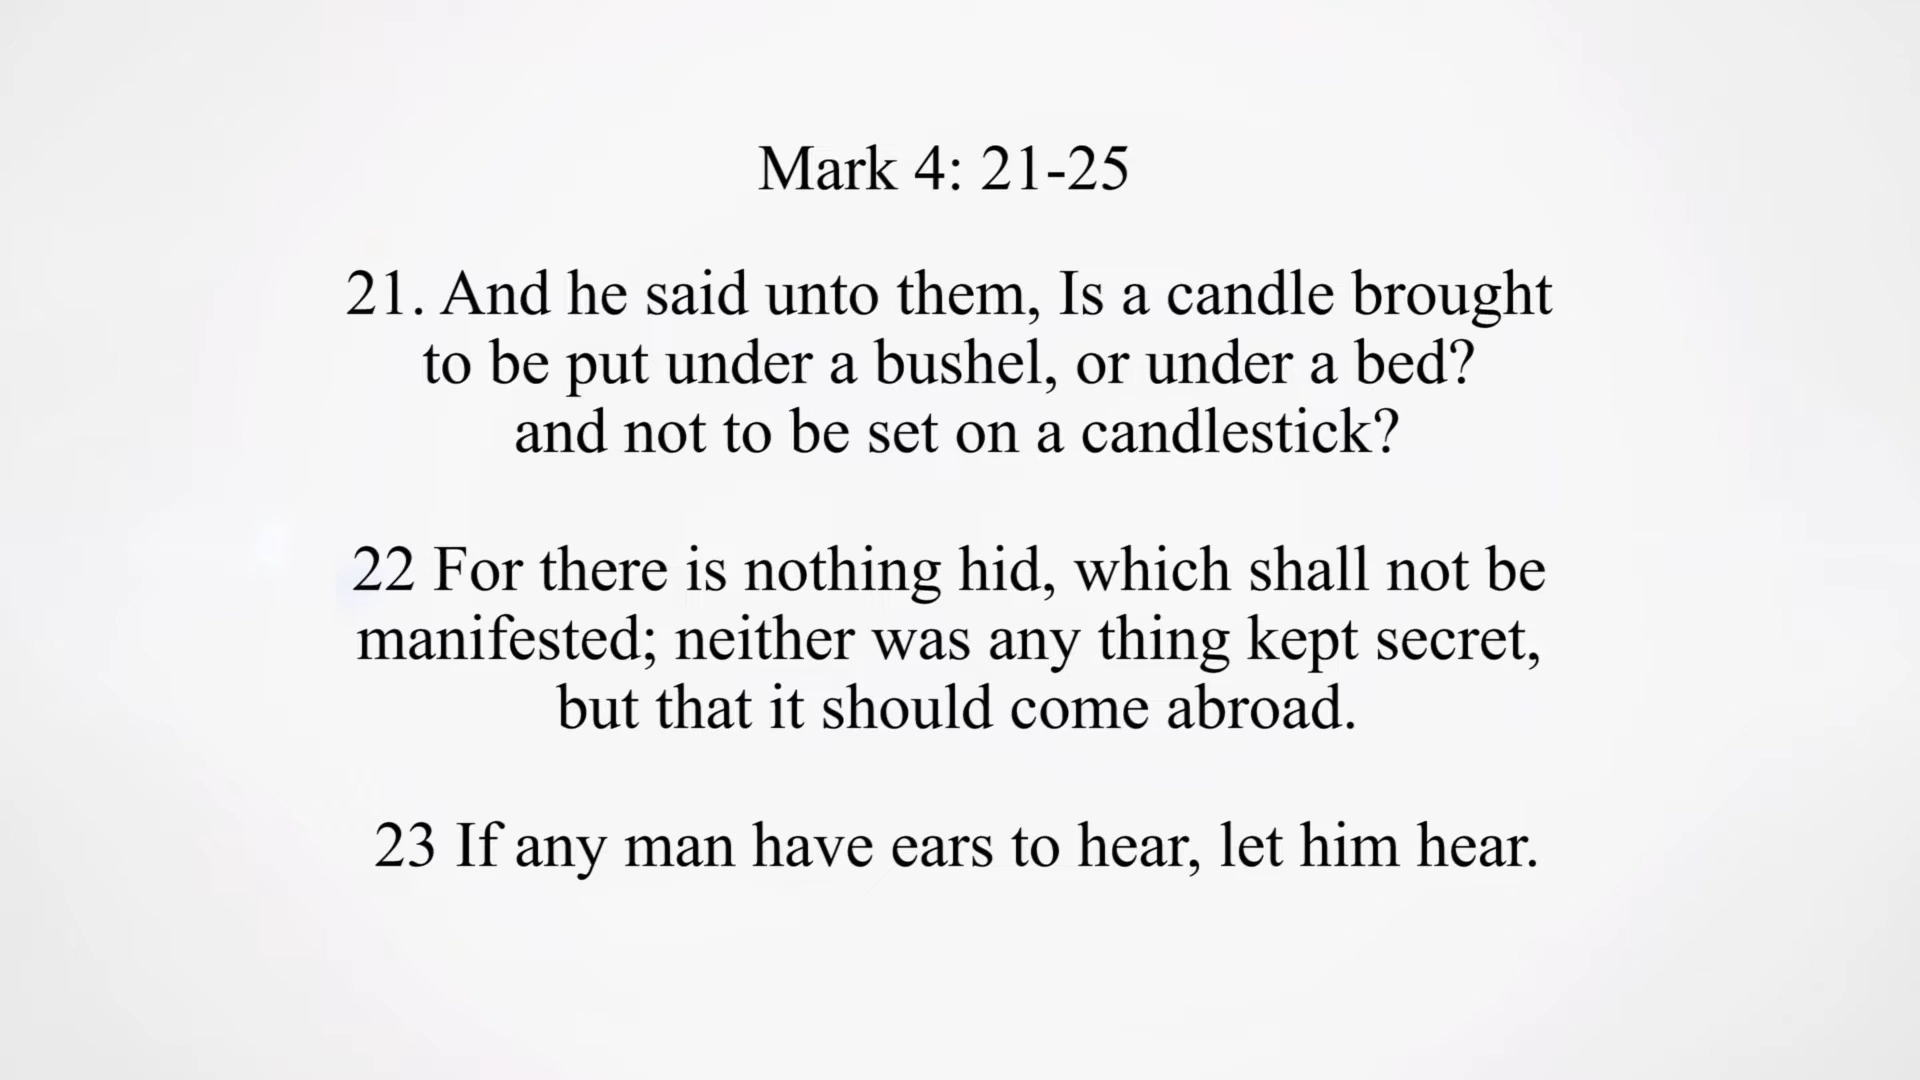 Mark 4: 21-25
21. And he said unto them, Is a candle brought
to be put under a bushel, or under a bed?
and not to be set on a candlestick?
22 For there is nothing hid, which shall not be
manifested; neither was any thing kept secret,
but that it should come abroad.
23 If any man have ears to hear, let him hear.